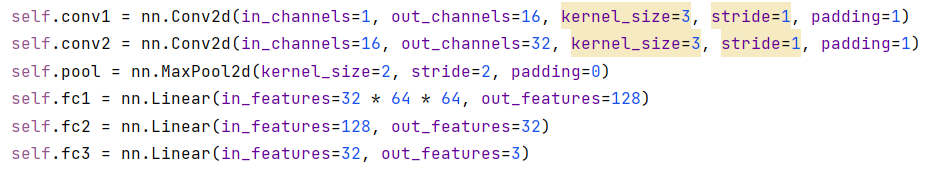 self.conv1 = nn.Conv2d(in_channels=1, out_channels=16, kernel_size=3, stride=1, padding=1)
self.conv2 = nn.Conv2d(in_channels=16, out_channels=32, kernel_size=3, stride=1, padding=1)
self.pool = nn.MaxPool2d(kernel_size=2, stride=2, padding=0)
self.fc1 = nn.Linear(in_features=32 * 64 * 64, out_features=128)
self.fc2 = nn.Linear(in_features=128, out_features=32)
self.fc3 = nn.Linear(in_features=32, out_features=3)